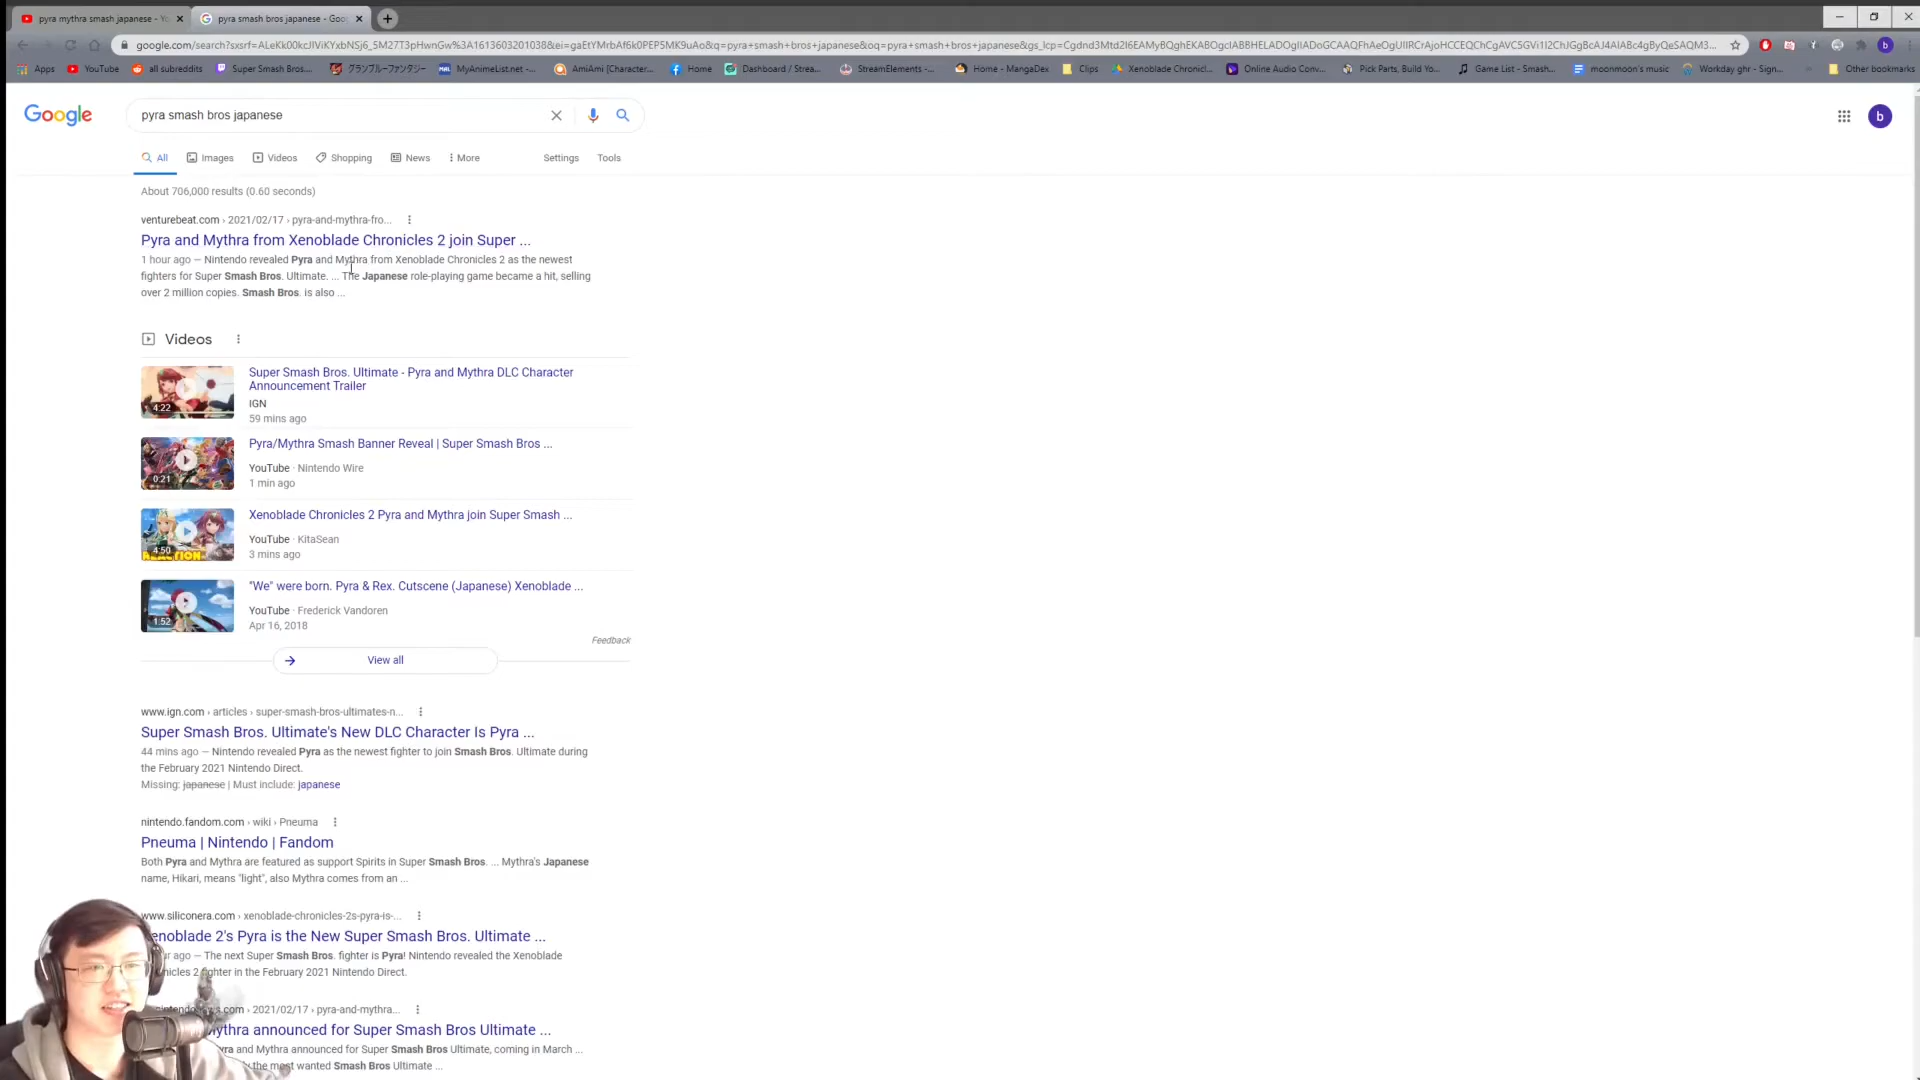 pyra mythra smash japanese - Yo
pyra smash bros japanese - Goo
google.com/search?
Apps
YouTube
all subreddits
Super Smash Bros....
グランブルーファンタジー
MyAnimeList.net -...
AmiAmi [Character...
Home
Dashboard / Strea...
StreamElements -...
Home - MangaDex
Clips
Xenoblade Chronicl...
Online Audio Conv...
Pick Parts, Build Yo...
Game List - Smash...
moonmoon's music
Workday ghr - Sign...
Other bookmarks
Google
pyra smash bros japanese
b
All
Images
Videos
Shopping
News
More
Settings
Tools
About 706,000 results (0.60 seconds)
venturebeat.com › 2021/02/17 › pyra-and-mythra-fro...
Pyra and Mythra from Xenoblade Chronicles 2 join Super ...
1 hour ago — Nintendo revealed Pyra and Mythra from Xenoblade Chronicles 2 as the newest
fighters for Super Smash Bros. Ultimate. ... The Japanese role-playing game became a hit, selling
over 2 million copies. Smash Bros. is also ...
Videos
Super Smash Bros. Ultimate - Pyra and Mythra DLC Character
Announcement Trailer
4:22
IGN
59 mins ago
Pyra/Mythra Smash Banner Reveal | Super Smash Bros ...
YouTube · Nintendo Wire
0:21
1 min ago
Xenoblade Chronicles 2 Pyra and Mythra join Super Smash ...
YouTube · KitaSean
4:50
3 mins ago
REACTION
"We" were born. Pyra & Rex. Cutscene (Japanese) Xenoblade ...
YouTube · Frederick Vandoren
1:52
Apr 16, 2018
Feedback
View all
www.ign.com › articles › super-smash-bros-ultimates-n...
Super Smash Bros. Ultimate's New DLC Character Is Pyra ...
44 mins ago — Nintendo revealed Pyra as the newest fighter to join Smash Bros. Ultimate during
the February 2021 Nintendo Direct.
Missing: japanese | Must include: japanese
nintendo.fandom.com › wiki › Pneuma
Pneuma | Nintendo | Fandom
Both Pyra and Mythra are featured as support Spirits in Super Smash Bros. ... Mythra's Japanese
name, Hikari, means "light", also Mythra comes from an ...
www.siliconera.com › xenoblade-chronicles-2s-pyra-is-...
enoblade 2's Pyra is the New Super Smash Bros. Ultimate ...
ur ago — The next Super Smash Bros. fighter is Pyra! Nintendo revealed the Xenoblade
nicles 2 fighter in the February 2021 Nintendo Direct.
.com › 2021/02/17 › pyra-and-mythra...
ythra announced for Super Smash Bros Ultimate ...
yra and Mythra announced for Super Smash Bros Ultimate, coming in March ...
the most wanted Smash Bros Ultimate ...